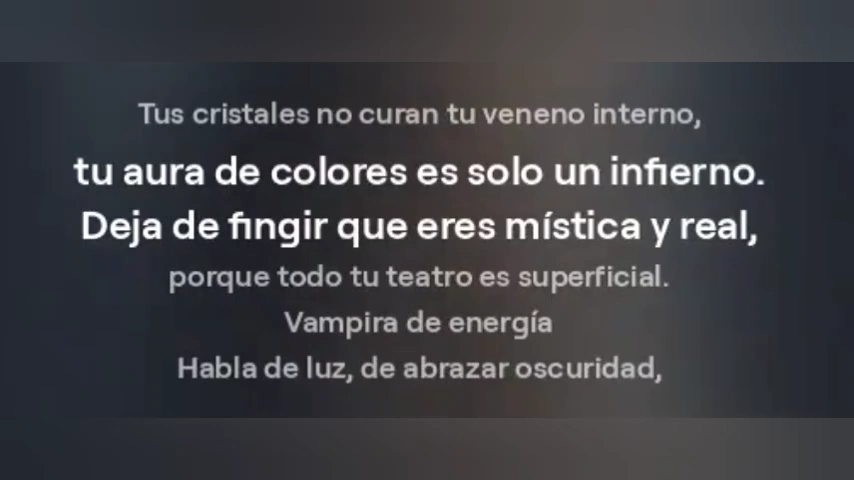 Tus cristales no curan tu veneno interno,
tu aura de colores es solo un infierno.
Deja de fingir que eres mística y real,
porque todo tu teatro es superficial.
Vampira de energía
Habla de luz, de abrazar oscuridad,